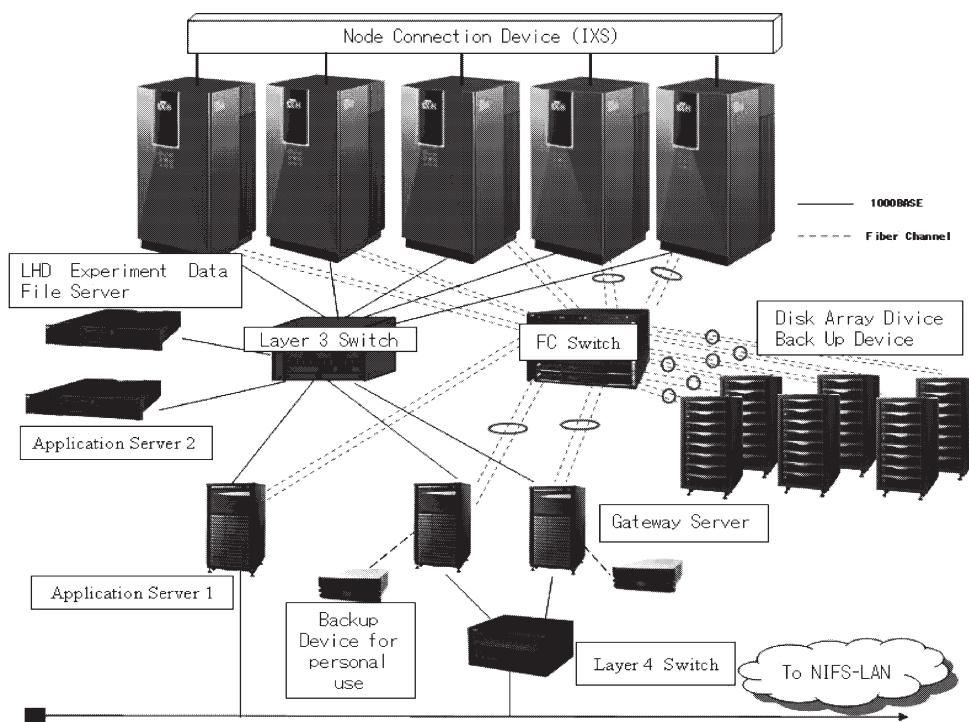 Node Connection Device (IXS)
1000BASE
Fiber Channel
LHD Experiment Data
File Server
Layer 3 Switch
FC Switch
Disk Array Divice
Back Up Device
Application Server 2
Gateway Server
Application Server 1
Backup
Device for
personal
use
Layer 4 Switch
To NIFS-LAN